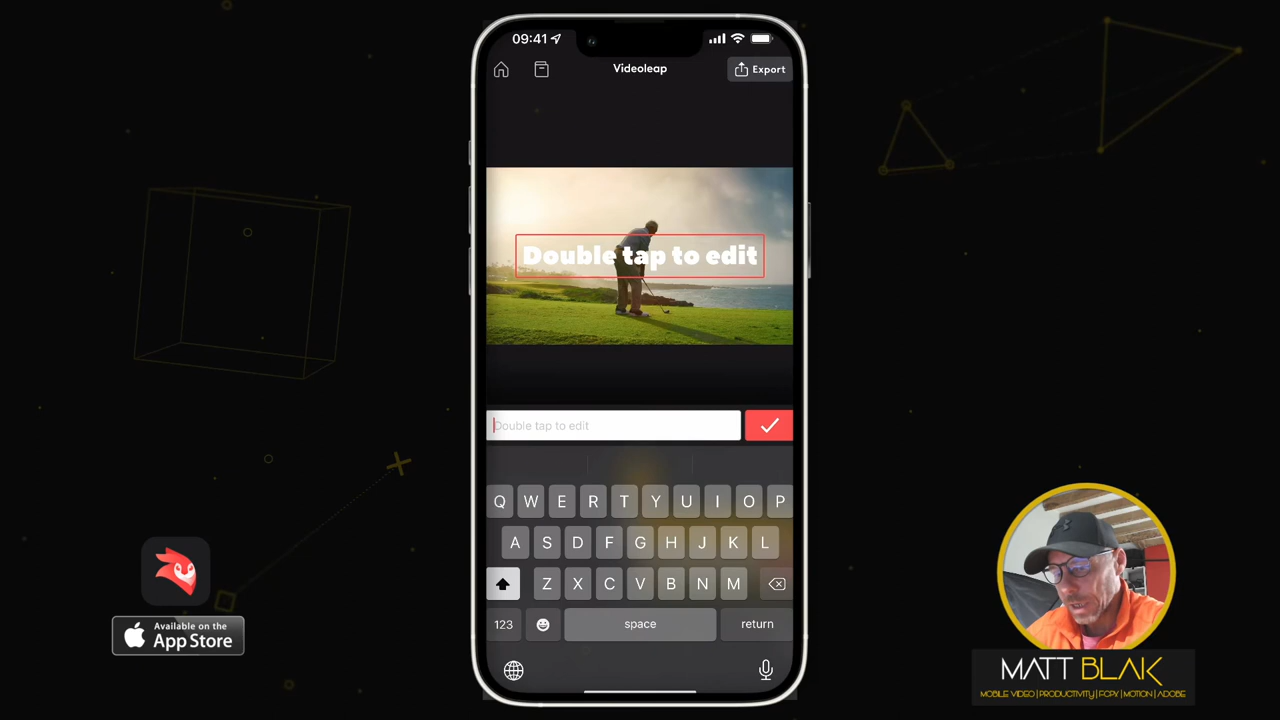 09:41
Videoleap
Export
Double tap to edit
Double tap to edit
Q W E R T Y U I O P
A S D F G H J K L
Z X C V B N M
123 space return
Available on the
App Store
MATT BLAK
MOBILE VIDEO | PRODUCTIVITY | FCPX | MOTION | ADOBE